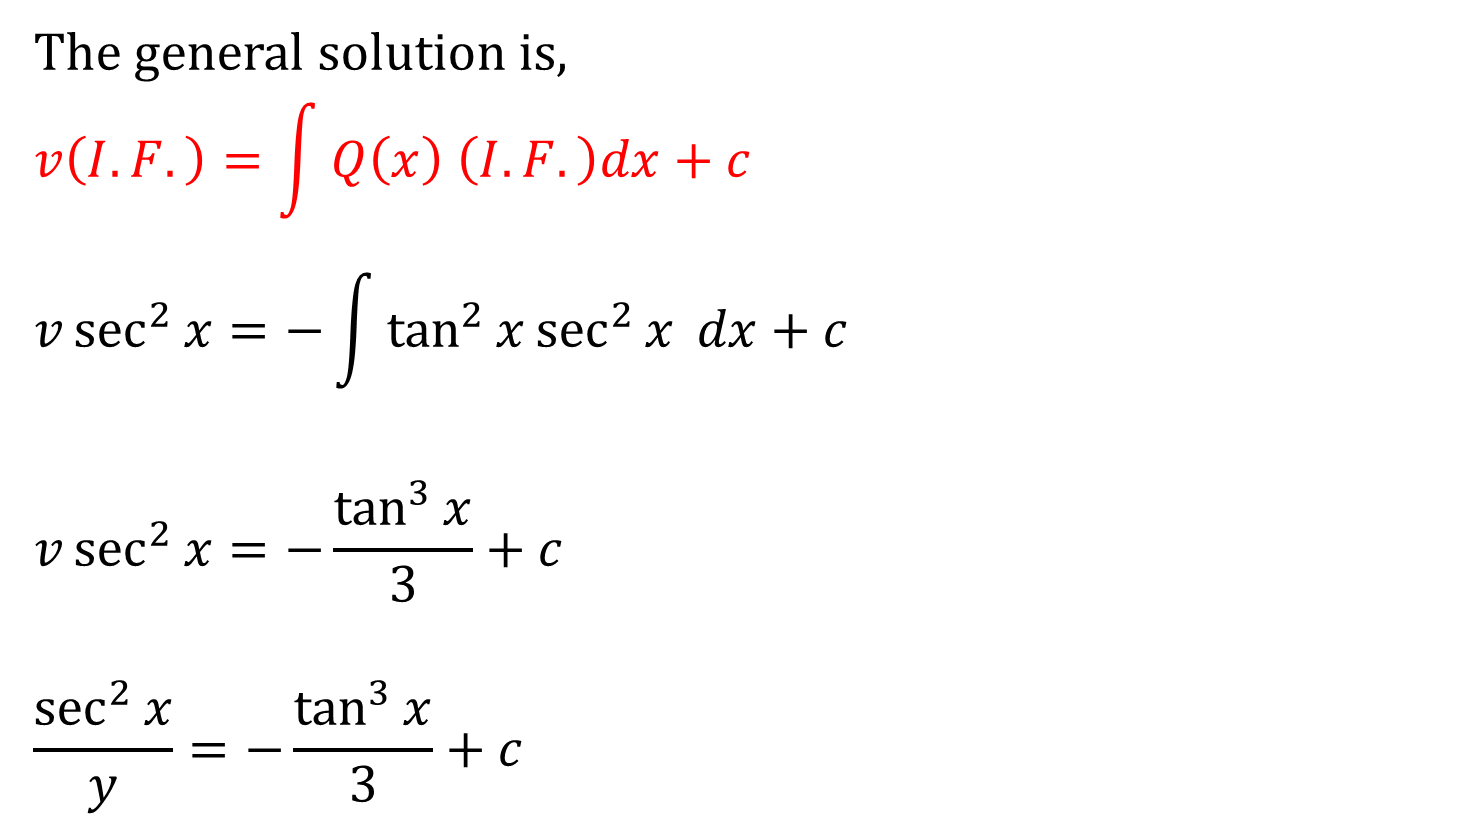 The general solution is,
v(I.F.) = ∫ Q(x) (I.F.)dx + c
v sec² x = − ∫ tan² x sec² x dx + c
v sec² x = − tan³ x / 3 + c
sec² x / y = − tan³ x / 3 + c